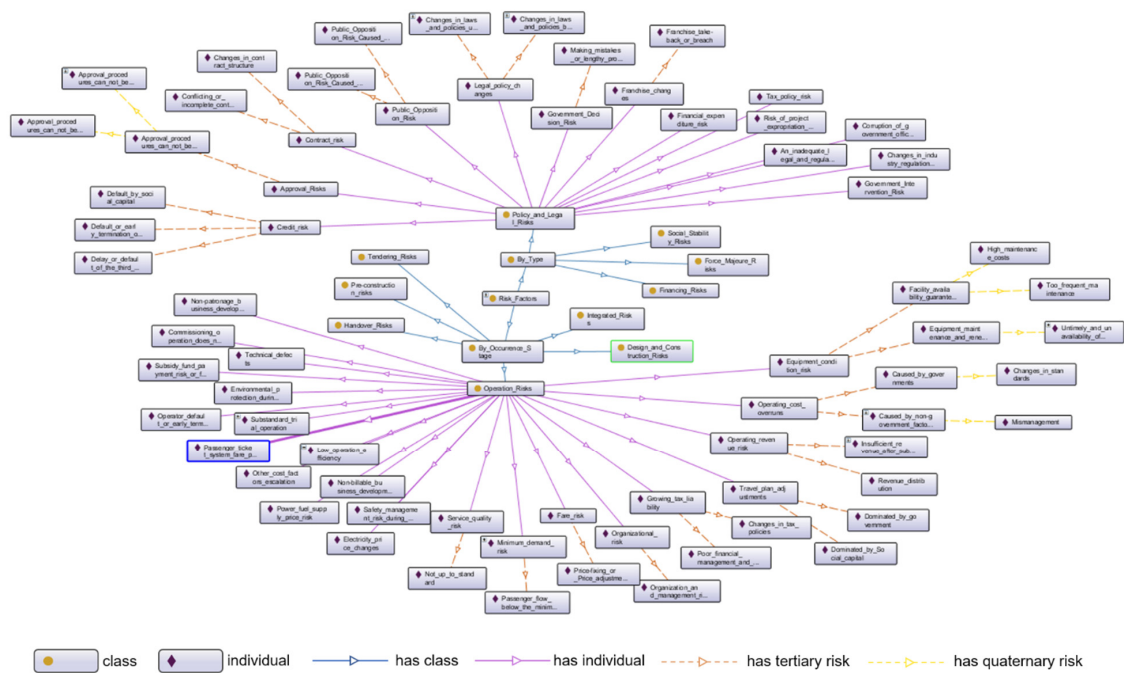 Public_Oppositi
on_Risk_Caused_...
Changes_in_laws
_and_policies_u...
Changes_in_laws
_and_policies_b...
Franchise_take-
back_or_breach
Changes_in_cont
ract_structure
Public_Oppositi
on_Risk_Caused_...
Making_mistakes
_or_lengthy_pro...
Approval_proced
ures_can_not_be...
Conflicting_or_
incomplete_cont...
Legal_policy_ch
anges
Franchise_chang
es
Tax_policy_risk
Public_Oppositi
on_Risk
Government_Deci
sion_Risk
Financial_expen
diture_risk
Risk_of_project
_expropriation_...
Approval_proced
ures_can_not_be...
Approval_proced
ures_can_not_be...
Contract_risk
Corruption_of_g
overnment_offic...
An_inadequate_l
egal_and_regula...
Changes_in_indu
stry_regulation...
Approval_Risks
Government_Inte
rvention_Risk
Default_by_soci
al_capital
Policy_and_Lega
l_Risks
Default_or_earl
y_termination_o...
Credit_risk
Social_Stabilit
y_Risks
Delay_or_defaul
t_of_the_third_...
Tendering_Risks
By_Type
Force_Majeure_R
isks
High_maintenanc
e_costs
Pre-constructio
n_risks
Financing_Risks
Facility_availa
bility_guarante...
Too_frequent_ma
intenance
Non-patronage_b
usiness_develop...
Risk_Factors
Handover_Risks
Integrated_Risk
s
Commissioning_o
peration_does_n...
Equipment_maint
enance_and_rene...
Untimely_and_un
availability_of...
Technical_defec
ts
By_Occurrence_S
tage
Design_and_Cons
truction_Risks
Subsidy_fund_pa
yment_risk_or_f...
Equipment_condi
tion_risk
Environmental_p
rotection_durin...
Operation_Risks
Caused_by_gover
nments
Changes_in_stan
dards
Operator_defaul
t_or_early_term...
Substandard_tri
al_operation
Operating_cost_
overruns
Caused_by_non-g
overnment_facto...
Mismanagement
Passenger_ticke
t_system_fare_p...
Low_operation_e
fficiency
Operating_reven
ue_risk
Insufficient_re
venue_after_sub...
Other_cost_fact
ors_escalation
Non-billable_bu
siness_developm...
Revenue_distrib
ution
Power_fuel_supp
ly_price_risk
Safety_manageme
nt_risk_during_...
Growing_tax_lia
bility
Travel_plan_adj
ustments
Service_quality
_risk
Fare_risk
Changes_in_tax_
policies
Dominated_by_go
vernment
Electricity_pri
ce_changes
Minimum_demand_
risk
Organizational_
risk
Poor_financial_
management_and_...
Dominated_by_So
cial_capital
Not_up_to_stand
ard
Price-fixing_or
_Price_adjustme...
Organization_an
d_management_ri...
Passenger_flow_
below_the_minim...
class
individual
has class
has individual
has tertiary risk
has quaternary risk